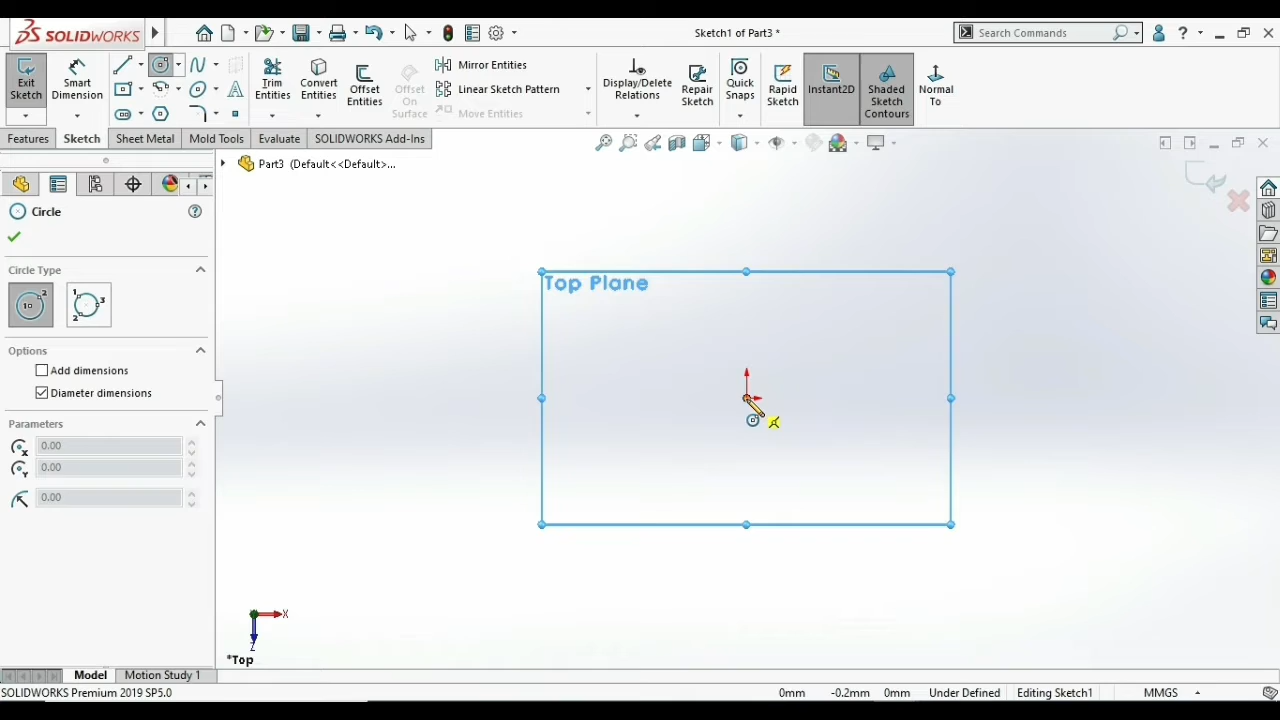 SOLIDWORKS
Sketch1 of Part3 *
Search Commands
?
Exit Sketch
Smart Dimension
Trim Entities
Convert Entities
Offset Entities
Offset On Surface
Mirror Entities
Linear Sketch Pattern
Move Entities
Display/Delete Relations
Repair Sketch
Quick Snaps
Rapid Sketch
Instant2D
Shaded Sketch Contours
Normal To
Features
Sketch
Sheet Metal
Mold Tools
Evaluate
SOLIDWORKS Add-Ins
Part3 (Default<<Default>...
Circle
?
Circle Type
Options
Add dimensions
Diameter dimensions
Parameters
X 0.00
Y 0.00
0.00
Top Plane
X
Z
*Top
Model
Motion Study 1
SOLIDWORKS Premium 2019 SP5.0
0mm
-0.2mm
0mm
Under Defined
Editing Sketch1
MMGS